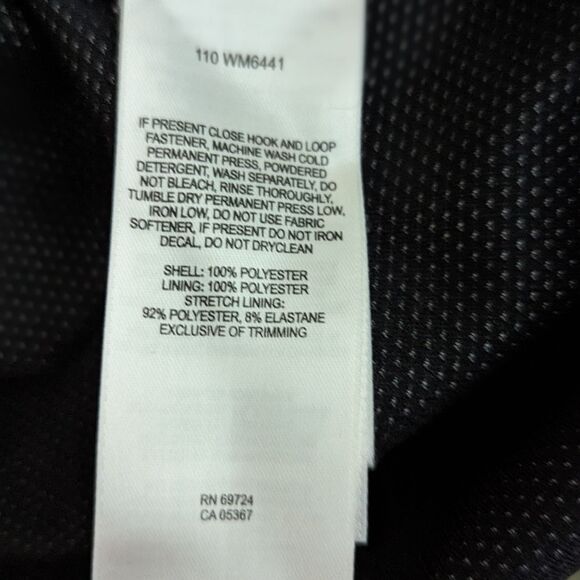 110 WM6441
IF PRESENT CLOSE HOOK AND LOOP
FASTENER, MACHINE WASH COLD
PERMANENT PRESS, POWDERED
DETERGENT, WASH SEPARATELY, DO
NOT BLEACH, RINSE THOROUGHLY,
TUMBLE DRY PERMANENT PRESS LOW,
IRON LOW, DO NOT USE FABRIC
SOFTENER, IF PRESENT DO NOT IRON
DECAL, DO NOT DRYCLEAN
SHELL: 100% POLYESTER
LINING: 100% POLYESTER
STRETCH LINING:
92% POLYESTER, 8% ELASTANE
EXCLUSIVE OF TRIMMING
RN 69724
CA 05367